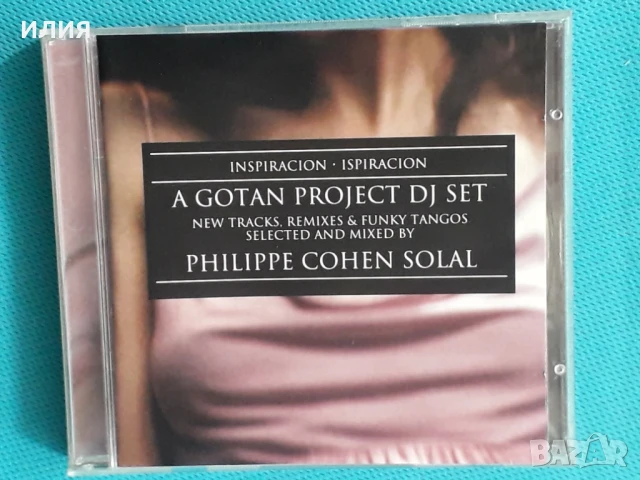 илия
INSPIRACION · ISPIRACION
A GOTAN PROJECT DJ SET
NEW TRACKS, REMIXES & FUNKY TANGOS
SELECTED AND MIXED BY
PHILIPPE COHEN SOLAL
BAZAR